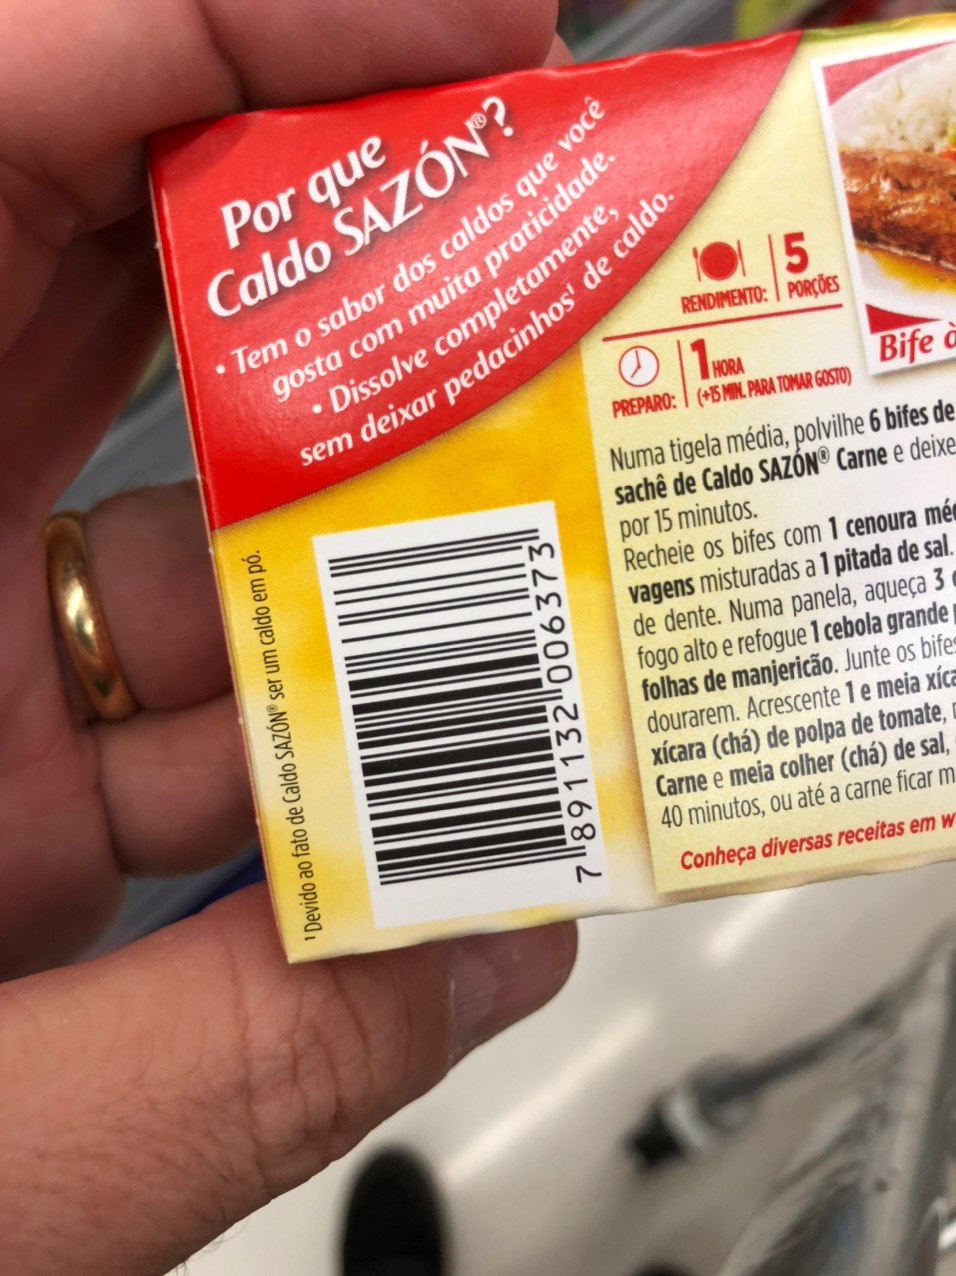 Por que
Caldo SAZÓN®?
• Tem o sabor dos caldos que você
gosta com muita praticidade.
• Dissolve completamente,
sem deixar pedacinhos¹ de caldo.
¹Devido ao fato de Caldo SAZÓN® ser um caldo em pó.
7 891132 006373
RENDIMENTO: 5 PORÇÕES
PREPARO: 1 HORA
(+15 MIN. PARA TOMAR GOSTO)
Bife à
Numa tigela média, polvilhe 6 bifes de
sachê de Caldo SAZÓN® Carne e deixe
por 15 minutos.
Recheie os bifes com 1 cenoura
vagens misturadas a 1 pitada de sal.
de dente. Numa panela, aqueça 3
fogo alto e refogue 1 cebola grande
folhas de manjericão. Junte os bifes
dourarem. Acrescente 1 e meia
xícara (chá) de polpa de tomate,
Carne e meia colher (chá) de sal,
40 minutos, ou até a carne ficar
Conheça diversas receitas em